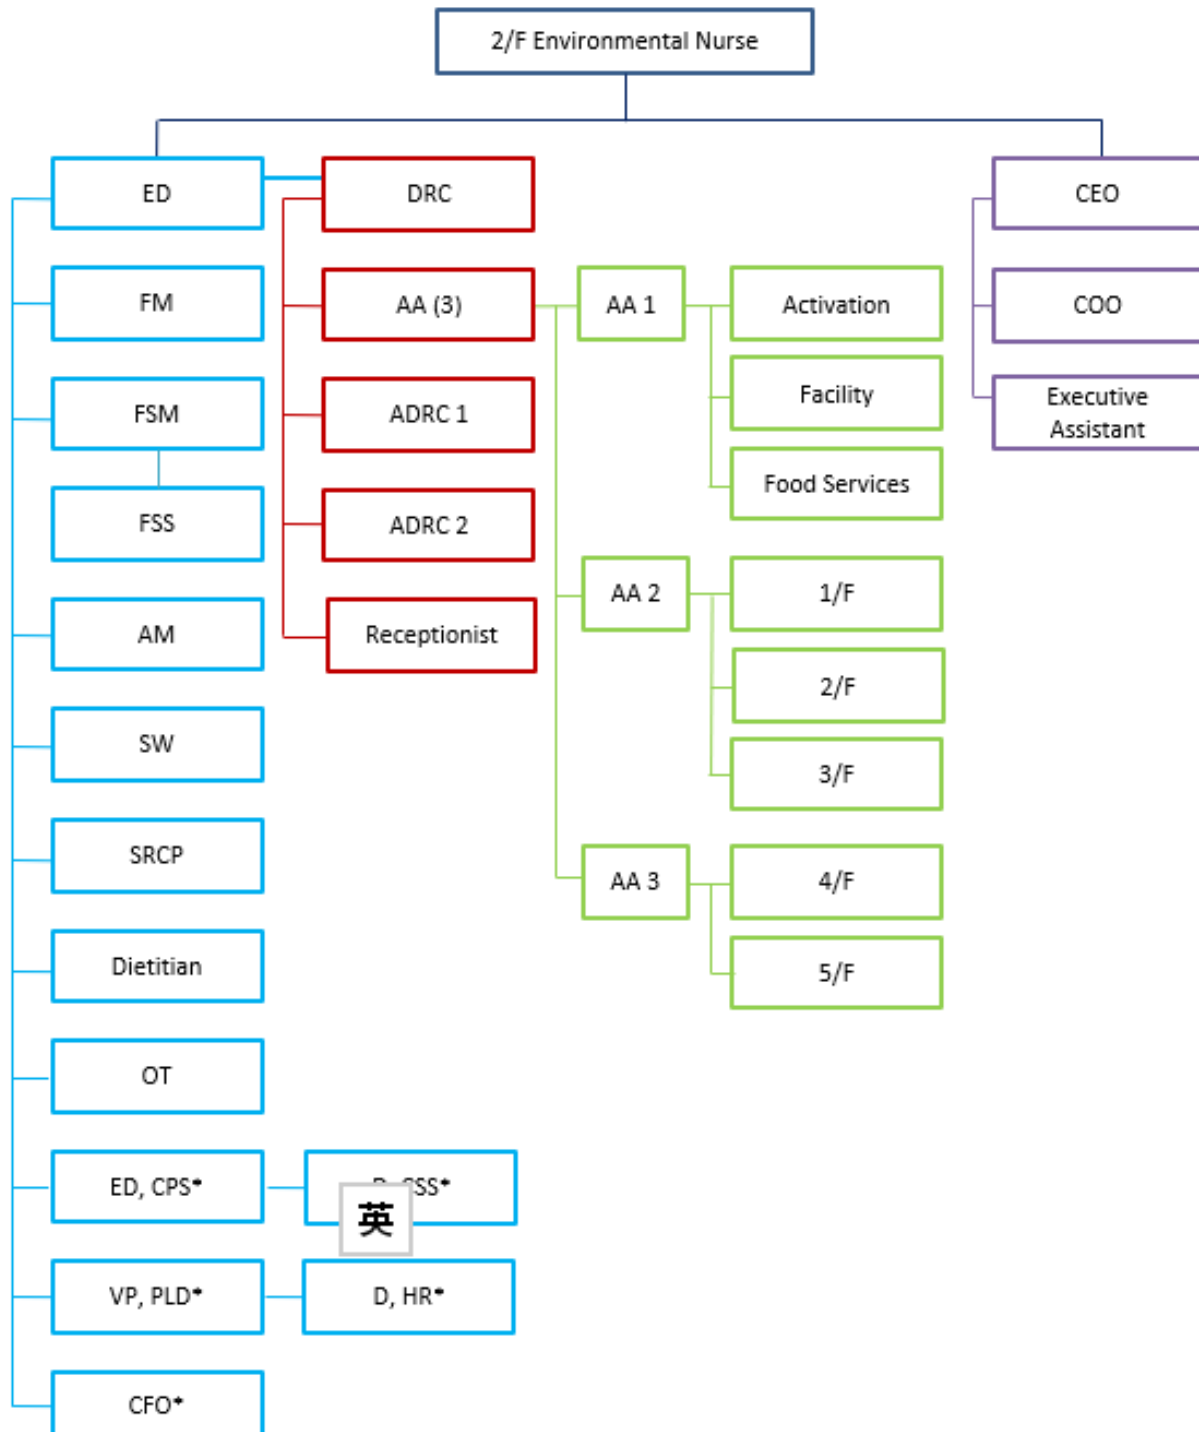 2/F Environmental Nurse
ED
DRC
CEO
FM
AA (3)
AA 1
Activation
COO
Facility
FSM
ADRC 1
Executive
Assistant
Food Services
FSS
ADRC 2
AA 2
1/F
AM
Receptionist
2/F
SW
3/F
SRCP
AA 3
4/F
Dietitian
5/F
OT
ED, CPS*
CSS*
英
VP, PLD*
D, HR*
CFO*